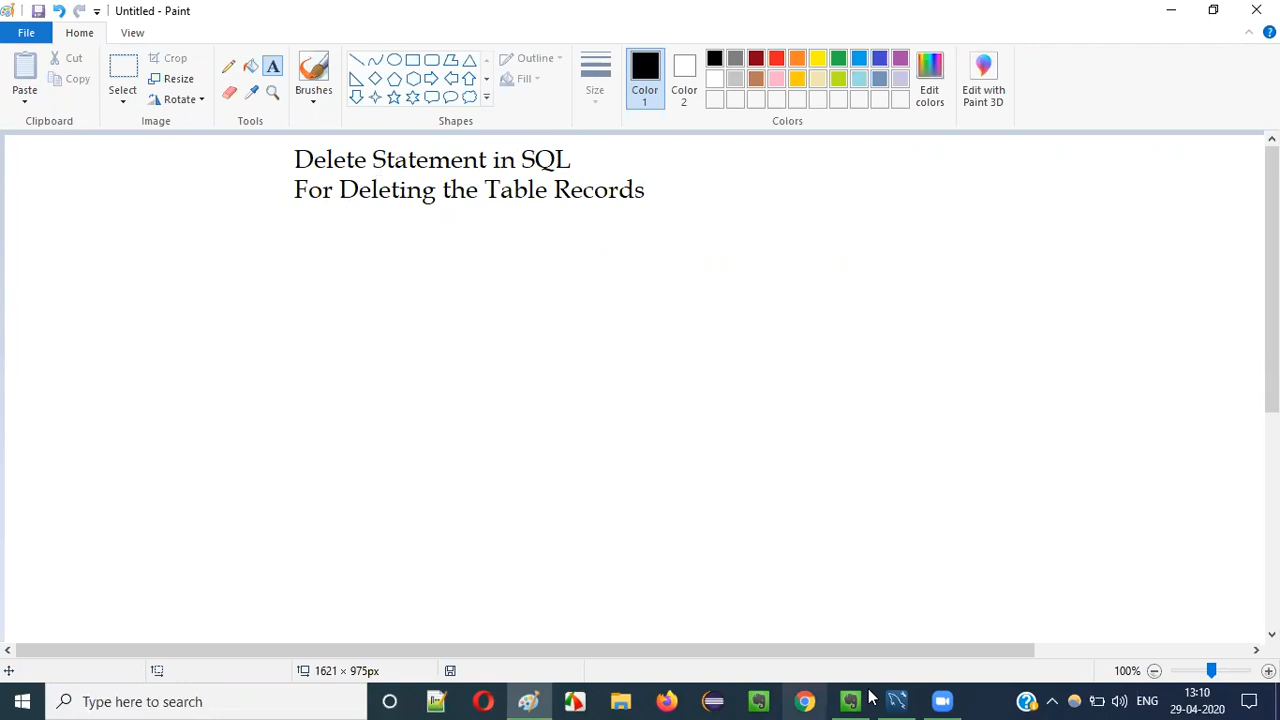 Untitled - Paint
File
Home
View
Paste
Cut
Copy
Clipboard
Select
Crop
Resize
Rotate
Image
A
Tools
Brushes
Outline
Fill
Shapes
Size
Color
1
Color
2
Edit
colors
Colors
Edit with
Paint 3D
Delete Statement in SQL
For Deleting the Table Records
1621 × 975px
100%
Type here to search
ENG
13:10
29-04-2020